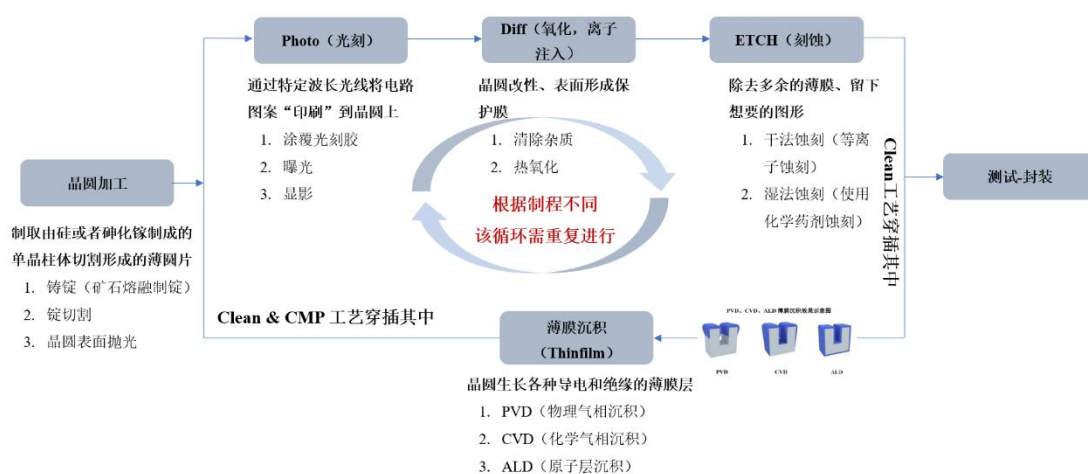 Photo（光刻）
Diff（氧化，离子
注入）
ETCH（刻蚀）
通过特定波长光线将电路
图案“印刷”到晶圆上
1. 涂覆光刻胶
2. 曝光
3. 显影
晶圆改性、表面形成保
护膜
1. 清除杂质
2. 热氧化
除去多余的薄膜、留下
想要的图形
1. 干法蚀刻（等离
子蚀刻）
2. 湿法蚀刻（使用
化学药剂蚀刻）
Clean工艺穿插其中
晶圆加工
测试-封装
根据制程不同
该循环需重复进行
制取由硅或者砷化镓制成的
单晶柱体切割形成的薄圆片
1. 铸锭（矿石熔融制锭）
2. 锭切割
3. 晶圆表面抛光
Clean & CMP 工艺穿插其中
薄膜沉积
（Thinfilm）
PVD、CVD、ALD 薄膜沉积效果示意图
PVD
CVD
ALD
晶圆生长各种导电和绝缘的薄膜层
1. PVD（物理气相沉积）
2. CVD（化学气相沉积）
3. ALD（原子层沉积）